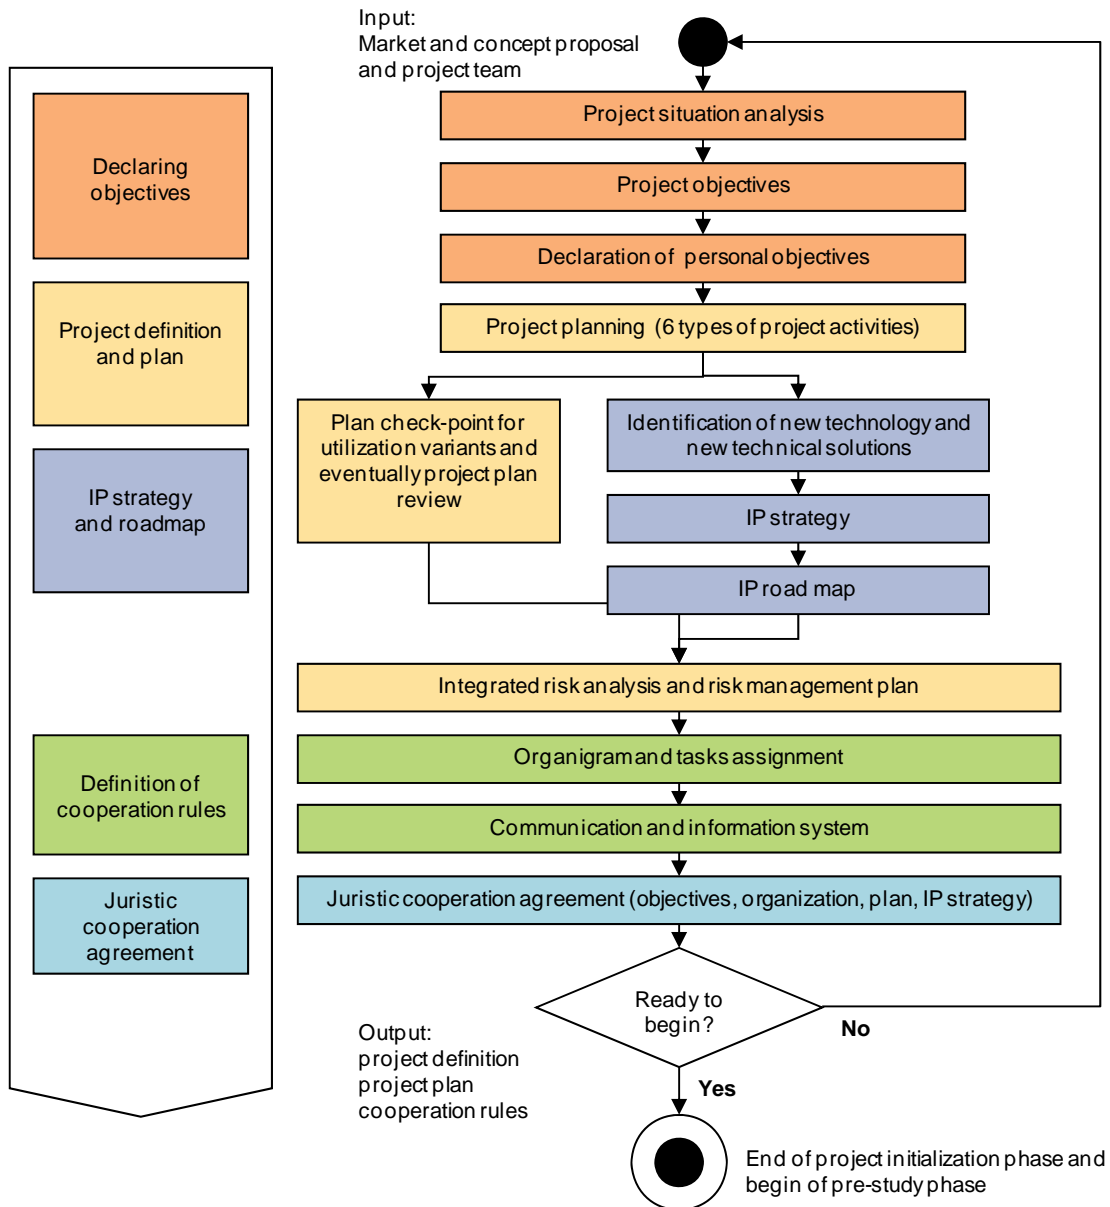 Input:
Market and concept proposal
and project team
Declaring
objectives
Project definition
and plan
IP strategy
and roadmap
Definition of
cooperation rules
Juristic
cooperation
agreement
Project situation analysis
Project objectives
Declaration of personal objectives
Project planning (6 types of project activities)
Plan check-point for
utilization variants and
eventually project plan
review
Identification of new technology and
new technical solutions
IP strategy
IP road map
Integrated risk analysis and risk management plan
Organigram and tasks assignment
Communication and information system
Juristic cooperation agreement (objectives, organization, plan, IP strategy)
Ready to
begin?
No
Yes
Output:
project definition
project plan
cooperation rules
End of project initialization phase and
begin of pre-study phase